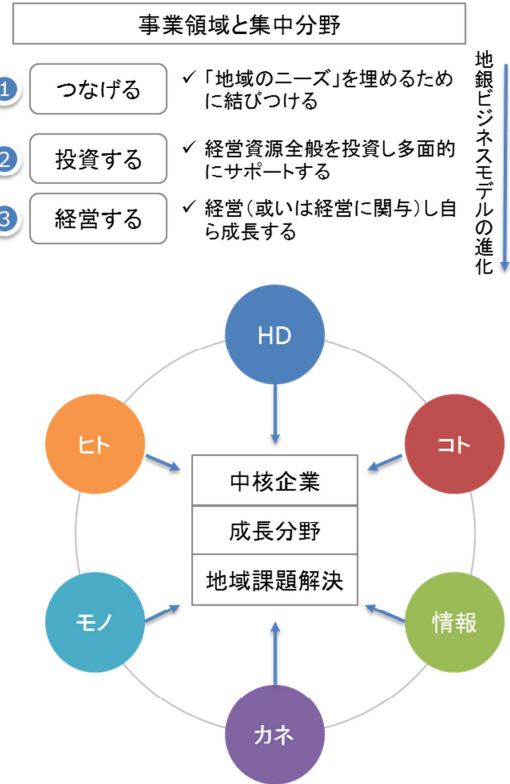 事業領域と集中分野
1
つなげる
✓ 「地域のニーズ」を埋めるため
に結びつける
2
投資する
✓ 経営資源全般を投資し多面的
にサポートする
3
経営する
✓ 経営(或いは経営に関与)し自
ら成長する
地銀ビジネスモデルの進化
HD
ヒト
コト
中核企業
成長分野
地域課題解決
モノ
情報
カネ